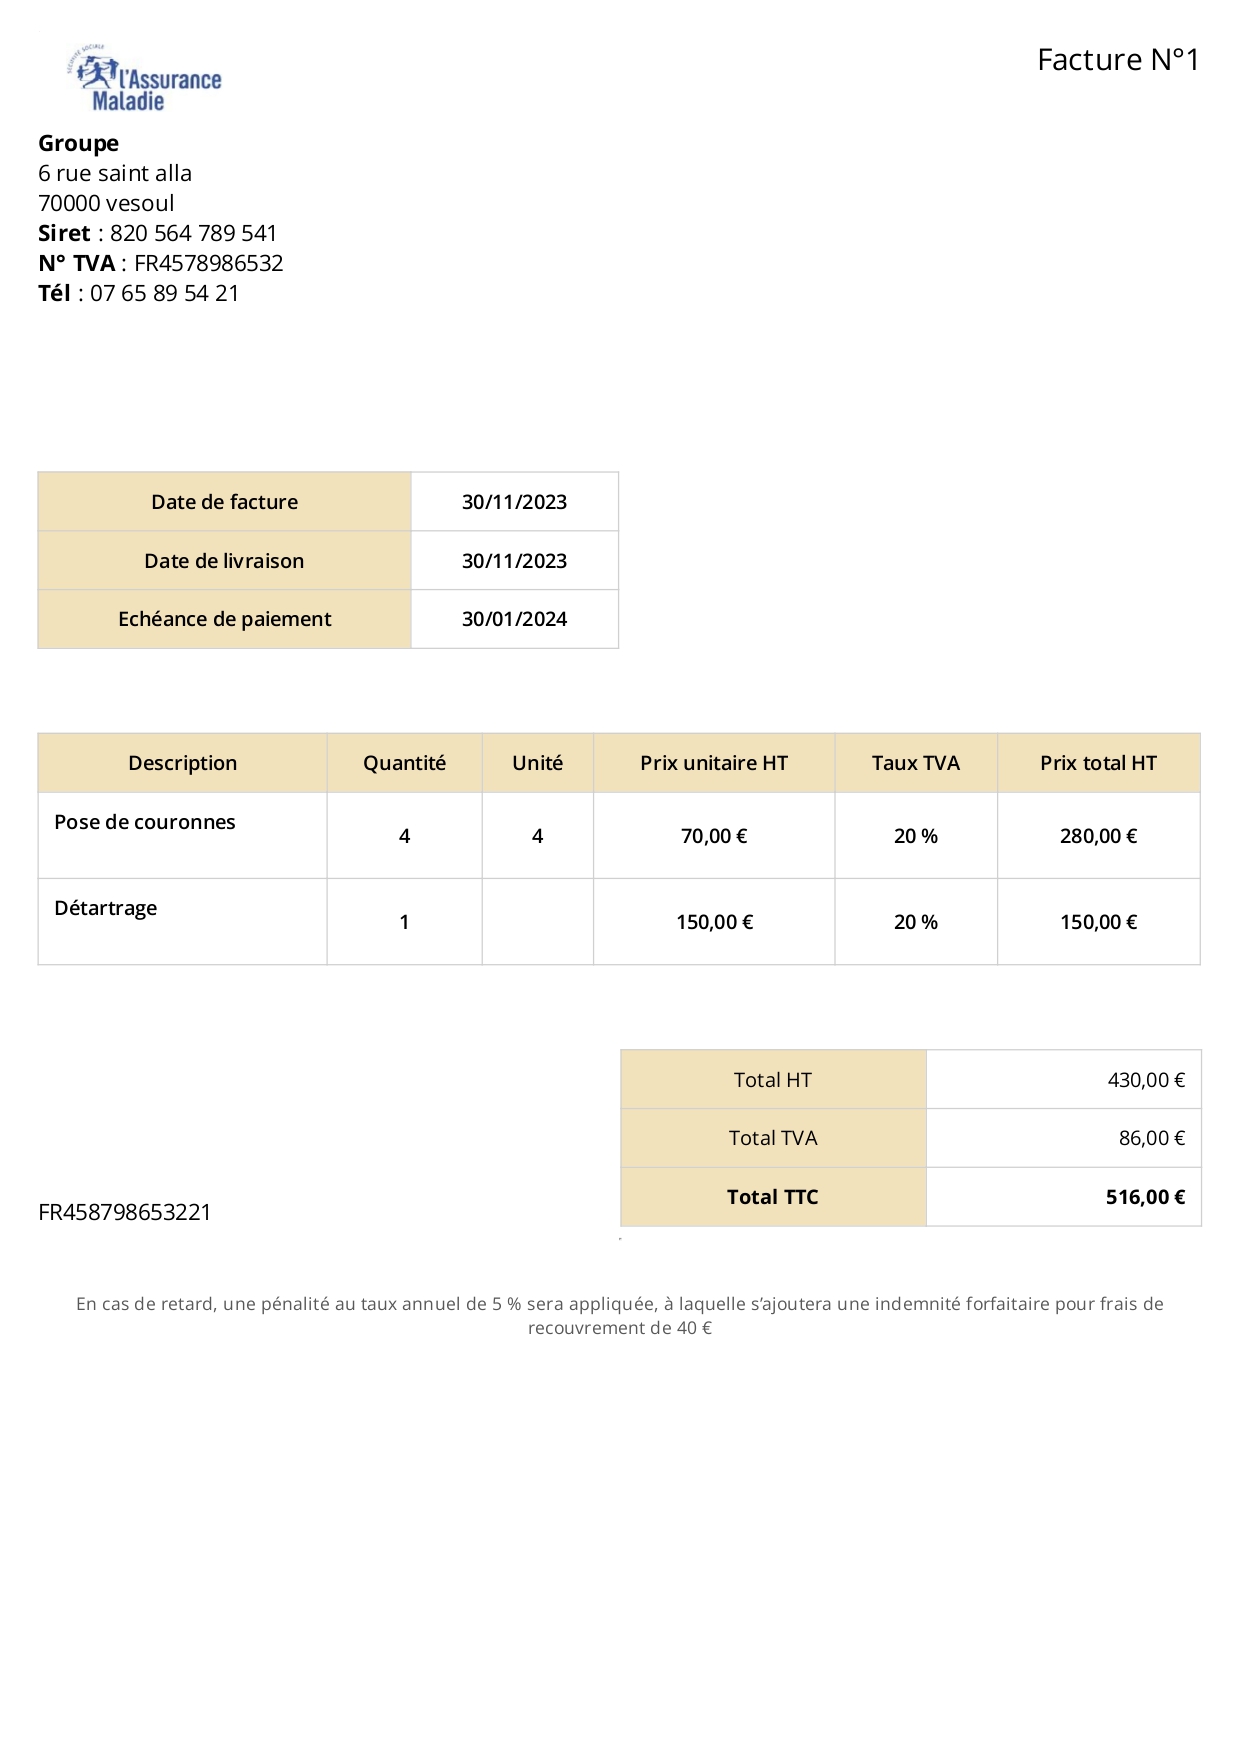 SÉCURITÉ SOCIALE
l'Assurance
Maladie
Facture N°1
Groupe
6 rue saint alla
70000 vesoul
Siret : 820 564 789 541
N° TVA : FR4578986532
Tél : 07 65 89 54 21
Date de facture 30/11/2023
Date de livraison 30/11/2023
Echéance de paiement 30/01/2024
Description Quantité Unité Prix unitaire HT Taux TVA Prix total HT
Pose de couronnes 4 4 70,00 € 20 % 280,00 €
Détartrage 1 150,00 € 20 % 150,00 €
Total HT 430,00 €
Total TVA 86,00 €
Total TTC 516,00 €
FR458798653221
En cas de retard, une pénalité au taux annuel de 5 % sera appliquée, à laquelle s’ajoutera une indemnité forfaitaire pour frais de
recouvrement de 40 €